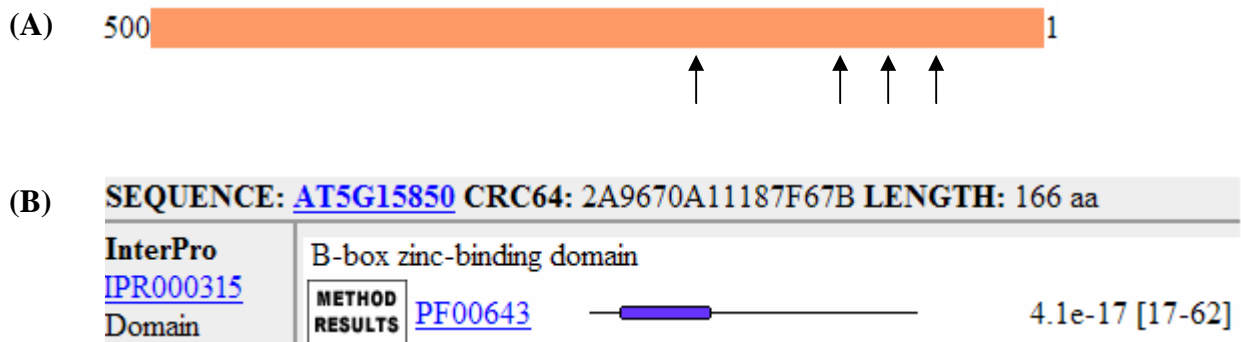 (A) 500 1
(B) SEQUENCE: AT5G15850 CRC64: 2A9670A11187F67B LENGTH: 166 aa
InterPro B-box zinc-binding domain
IPR000315
Domain
METHOD RESULTS PF00643 4.1e-17 [17-62]